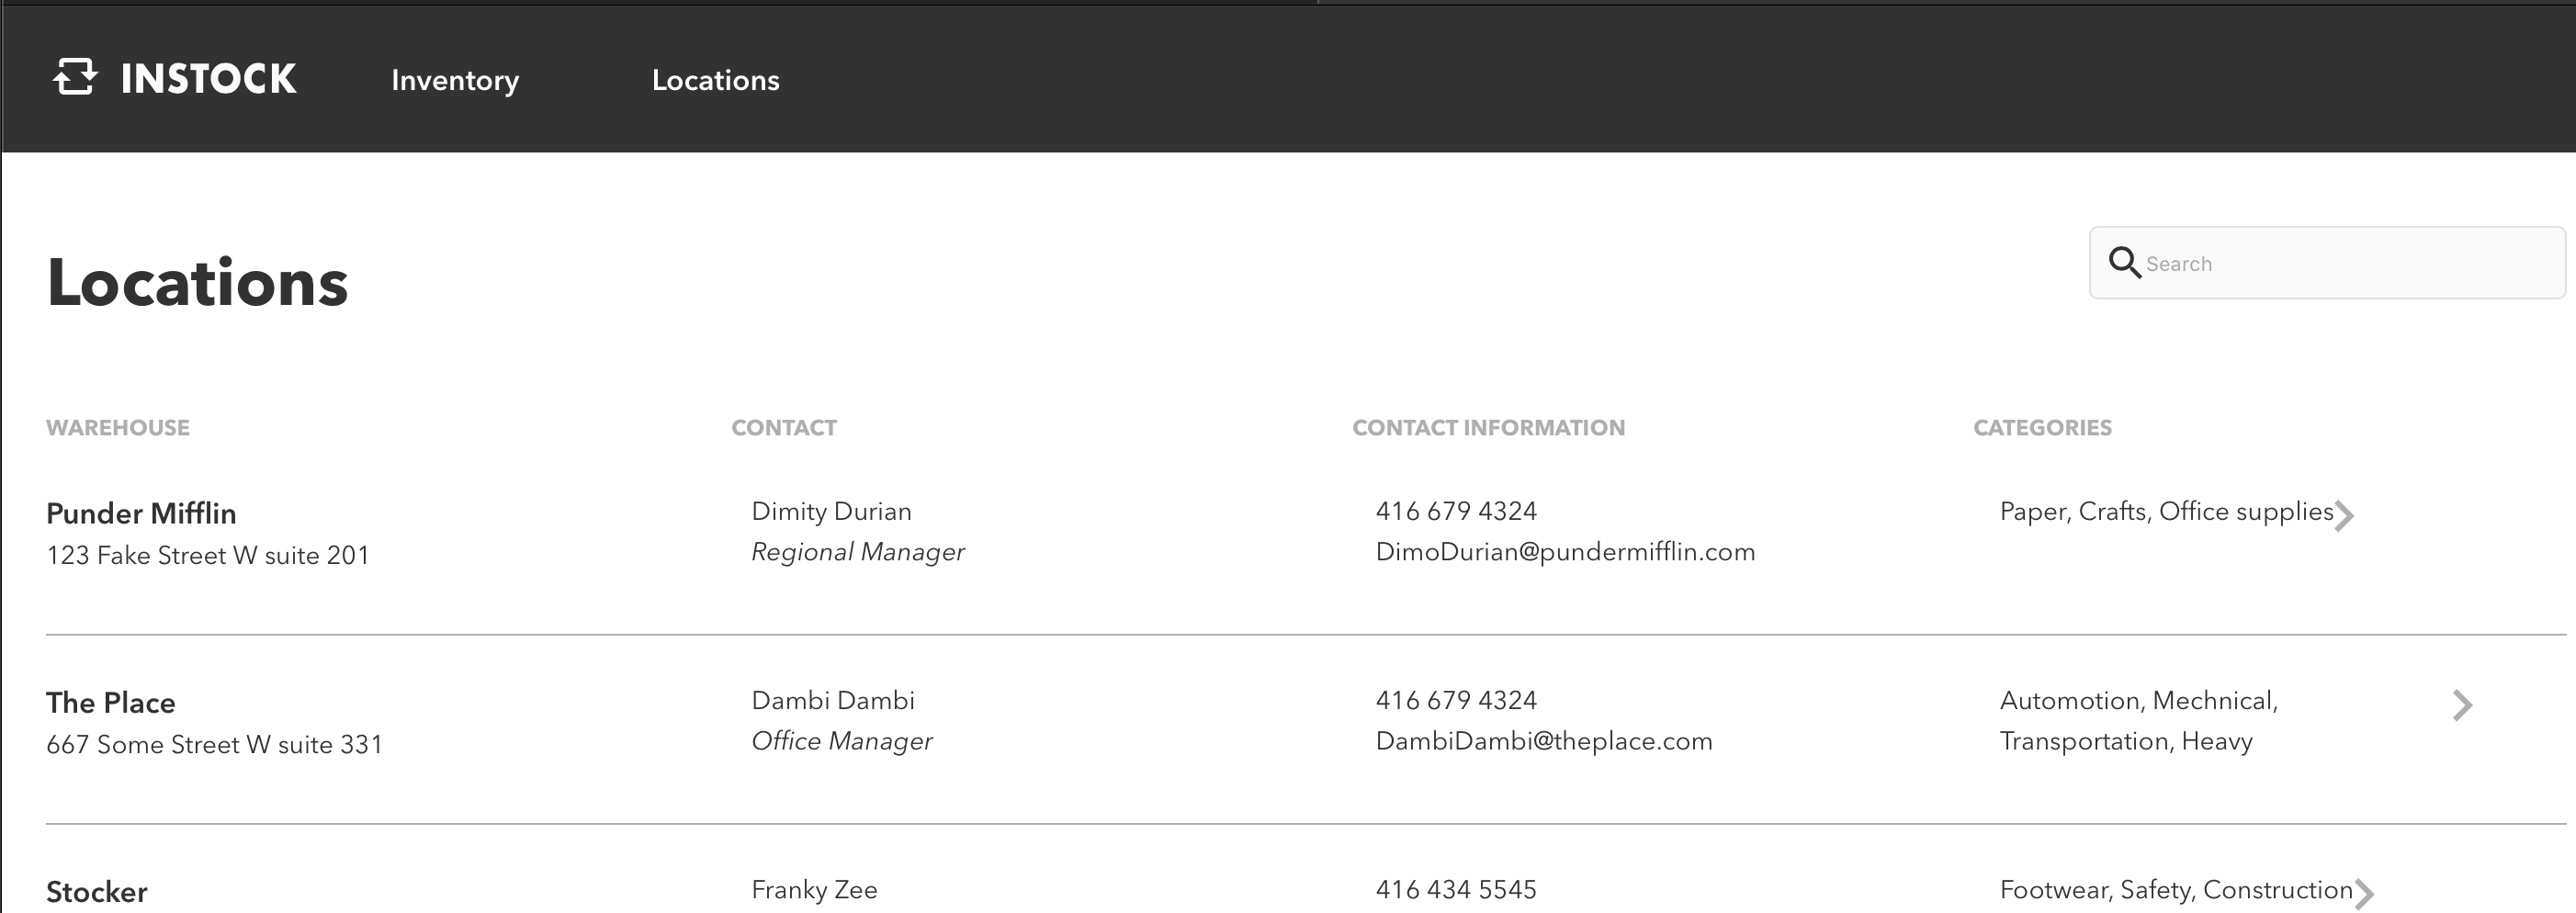 INSTOCK Inventory Locations
Locations
Search
WAREHOUSE CONTACT CONTACT INFORMATION CATEGORIES
Punder Mifflin Dimity Durian 416 679 4324 Paper, Crafts, Office supplies
123 Fake Street W suite 201 Regional Manager DimoDurian@pundermifflin.com
The Place Dambi Dambi 416 679 4324 Automotion, Mechnical,
667 Some Street W suite 331 Office Manager DambiDambi@theplace.com Transportation, Heavy
Stocker Franky Zee 416 434 5545 Footwear, Safety, Construction